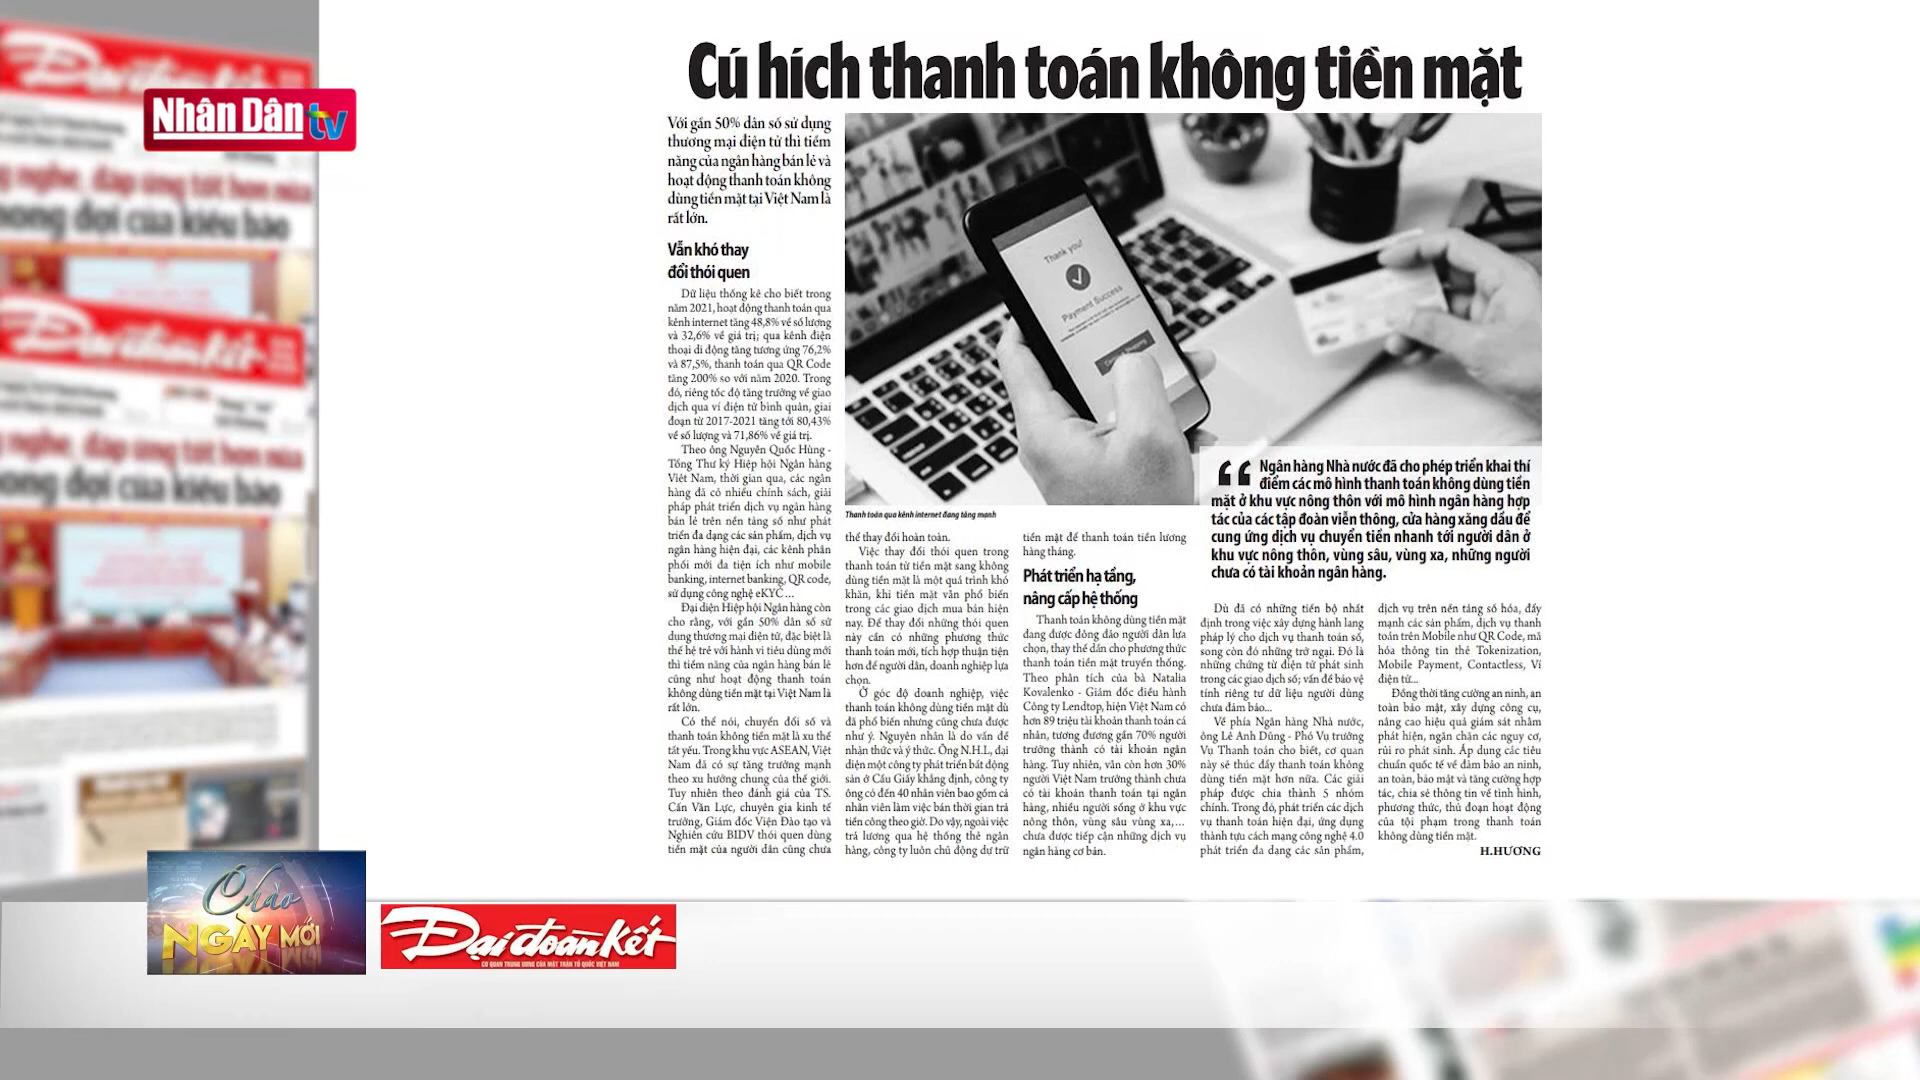 Nhân Dân tv
Cú hích thanh toán không tiền mặt
Với gần 50% dân số sử dụng
thương mại điện tử thì tiềm
năng của ngân hàng bán lẻ và
hoạt động thanh toán không
dùng tiền mặt tại Việt Nam là
rất lớn.
Vẫn khó thay
đổi thói quen
Dữ liệu thống kê cho biết trong
năm 2021, hoạt động thanh toán qua
kênh internet tăng 48,8% về số lượng
và 32,6% về giá trị; qua kênh điện
thoại di động tăng tương ứng 76,2%
và 87,5%, thanh toán qua QR Code
tăng 200% so với năm 2020. Trong
đó, riêng tốc độ tăng trưởng về giao
dịch qua ví điện tử bình quân, giai
đoạn từ 2017-2021 tăng tới 80,43%
về số lượng và 71,86% về giá trị.
Theo ông Nguyễn Quốc Hùng -
Tổng Thư ký Hiệp hội Ngân hàng
Việt Nam, thời gian qua, các ngân
hàng đã có nhiều chính sách, giải
pháp phát triển dịch vụ ngân hàng
bán lẻ trên nền tảng số như phát
triển đa dạng các sản phẩm, dịch vụ
ngân hàng hiện đại, các kênh phân
phối mới đa tiện ích như mobile
banking, internet banking, QR code,
sử dụng công nghệ eKYC…
Đại diện Hiệp hội Ngân hàng còn
cho rằng, với gần 50% dân số sử
dụng thương mại điện tử, đặc biệt là
thế hệ trẻ với hành vi tiêu dùng mới
thì tiềm năng của ngân hàng bán lẻ
cũng như hoạt động thanh toán
không dùng tiền mặt tại Việt Nam là
rất lớn.
Có thể nói, chuyển đổi số và
thanh toán không tiền mặt là xu thế
tất yếu. Trong khu vực ASEAN, Việt
Nam đã có sự tăng trưởng mạnh
theo xu hướng chung của thế giới.
Tuy nhiên theo đánh giá của TS.
Cấn Văn Lực, chuyên gia kinh tế
trưởng, Giám đốc Viện Đào tạo và
Nghiên cứu BIDV thói quen dùng
tiền mặt của người dân cũng chưa
Thank you!
Payment Success
Thanh toán qua kênh internet đang tăng mạnh
thể thay đổi hoàn toàn.
Việc thay đổi thói quen trong
thanh toán từ tiền mặt sang không
dùng tiền mặt là một quá trình khó
khăn, khi tiền mặt vẫn phổ biến
trong các giao dịch mua bán hiện
nay. Để thay đổi những thói quen
này cần có những phương thức
thanh toán mới, tích hợp thuận tiện
hơn để người dân, doanh nghiệp lựa
chọn.
Ở góc độ doanh nghiệp, việc
thanh toán không dùng tiền mặt dù
đã phổ biến nhưng cũng chưa được
như ý. Nguyên nhân là do vấn đề
nhận thức và ý thức. Ông N.H.L, đại
diện một công ty phát triển bất động
sản ở Cầu Giấy khẳng định, công ty
ông có đến 40 nhân viên bao gồm cả
nhân viên làm việc bán thời gian trả
tiền công theo giờ. Do vậy, ngoài việc
trả lương qua hệ thống thẻ ngân
hàng, công ty luôn chủ động dự trữ
tiền mặt để thanh toán tiền lương
hàng tháng.
Phát triển hạ tầng,
nâng cấp hệ thống
Thanh toán không dùng tiền mặt
đang được đông đảo người dân lựa
chọn, thay thế dần cho phương thức
thanh toán tiền mặt truyền thống.
Theo phân tích của bà Natalia
Kovalenko - Giám đốc điều hành
Công ty Lendtop, hiện Việt Nam có
hơn 89 triệu tài khoản thanh toán cá
nhân, tương đương gần 70% người
trưởng thành có tài khoản ngân
hàng. Tuy nhiên, vẫn còn hơn 30%
người Việt Nam trưởng thành chưa
có tài khoản thanh toán tại ngân
hàng, nhiều người sống ở khu vực
nông thôn, vùng sâu vùng xa,…
chưa được tiếp cận những dịch vụ
ngân hàng cơ bản.
“ Ngân hàng Nhà nước đã cho phép triển khai thí
điểm các mô hình thanh toán không dùng tiền
mặt ở khu vực nông thôn với mô hình ngân hàng hợp
tác của các tập đoàn viễn thông, cửa hàng xăng dầu để
cung ứng dịch vụ chuyển tiền nhanh tới người dân ở
khu vực nông thôn, vùng sâu, vùng xa, những người
chưa có tài khoản ngân hàng.
Dù đã có những tiến bộ nhất
định trong việc xây dựng hành lang
pháp lý cho dịch vụ thanh toán số,
song còn đó những trở ngại. Đó là
những chứng từ điện tử phát sinh
trong các giao dịch số; vấn đề bảo vệ
tính riêng tư dữ liệu người dùng
chưa đảm bảo...
Về phía Ngân hàng Nhà nước,
ông Lê Anh Dũng - Phó Vụ trưởng
Vụ Thanh toán cho biết, cơ quan
này sẽ thúc đẩy thanh toán không
dùng tiền mặt hơn nữa. Các giải
pháp được chia thành 5 nhóm
chính. Trong đó, phát triển các dịch
vụ thanh toán hiện đại, ứng dụng
thành tựu cách mạng công nghệ 4.0
phát triển đa dạng các sản phẩm,
dịch vụ trên nền tảng số hóa, đẩy
mạnh các sản phẩm, dịch vụ thanh
toán trên Mobile như QR Code, mã
hóa thông tin thẻ Tokenization,
Mobile Payment, Contactless, Ví
điện tử...
Đồng thời tăng cường an ninh, an
toàn bảo mật, xây dựng công cụ,
nâng cao hiệu quả giám sát nhằm
phát hiện, ngăn chặn các nguy cơ,
rủi ro phát sinh. Áp dụng các tiêu
chuẩn quốc tế về đảm bảo an ninh,
an toàn, bảo mật và tăng cường hợp
tác, chia sẻ thông tin về tình hình,
phương thức, thủ đoạn hoạt động
của tội phạm trong thanh toán
không dùng tiền mặt.
H.HƯƠNG
Chào
NGÀY MỚI
Đại đoàn kết
CƠ QUAN TRUNG ƯƠNG CỦA MẶT TRẬN TỔ QUỐC VIỆT NAM
Đại đoàn kết
nghe, đáp ứng tốt hơn nữa
mong đợi của kiều bào
Đại đoàn kết
nghe, đáp ứng tốt hơn nữa
mong đợi của kiều bào